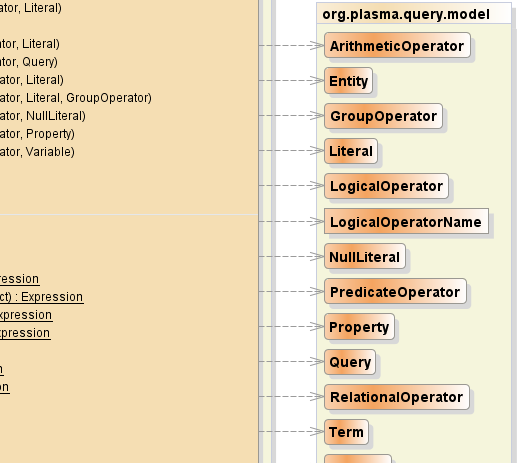 ator, Literal)
ator, Literal)
ator, Query)
ator, Literal)
ator, Literal, GroupOperator)
ator, NullLiteral)
ator, Property)
ator, Variable)
ression
ct) : Expression
xpression
xpression
n
on
org.plasma.query.model
ArithmeticOperator
Entity
GroupOperator
Literal
LogicalOperator
LogicalOperatorName
NullLiteral
PredicateOperator
Property
Query
RelationalOperator
Term